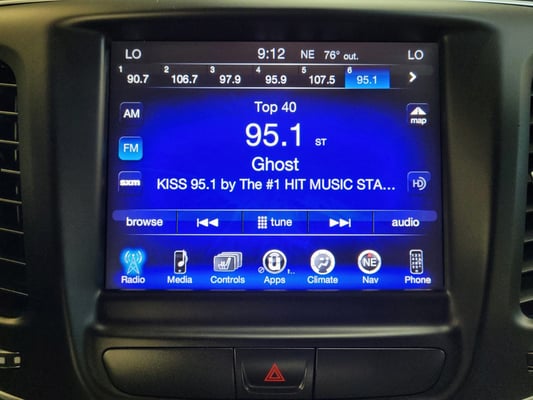 LO 9:12 NE 76° out. LO
1 90.7 2 106.7 3 97.9 4 95.9 5 107.5 6 95.1
Top 40
AM map
95.1 ST
FM
Ghost
sxm KISS 95.1 by The #1 HIT MUSIC STA... HD
browse tune audio
NE
Radio Media Controls Apps Climate Nav Phone